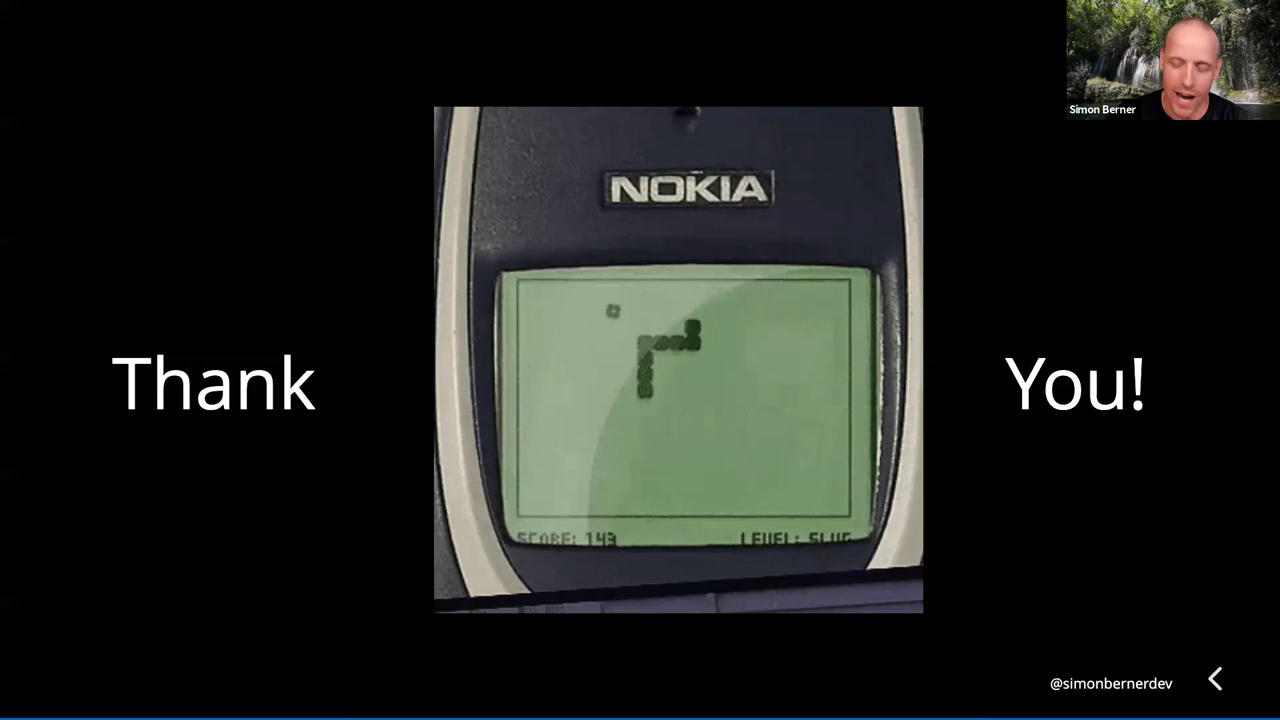 Simon Berner
NOKIA
Thank
You!
SCORE: 143
LEVEL: SLUG
@simonbernerdev